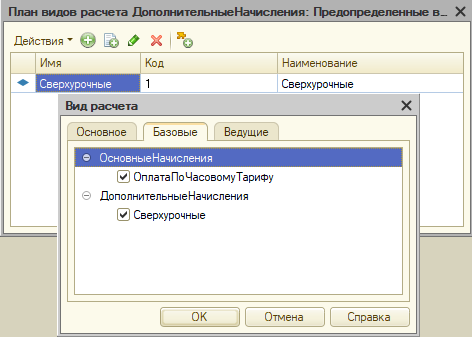 План видов расчета ДополнительныеНачисления: Предопределенные в...
Действия
Имя Код Наименование
Сверхурочные 1 Сверхурочные
Вид расчета
Основное Базовые Ведущие
ОсновныеНачисления
ОплатаПоЧасовомуТарифу
ДополнительныеНачисления
Сверхурочные
OK Отмена Справка